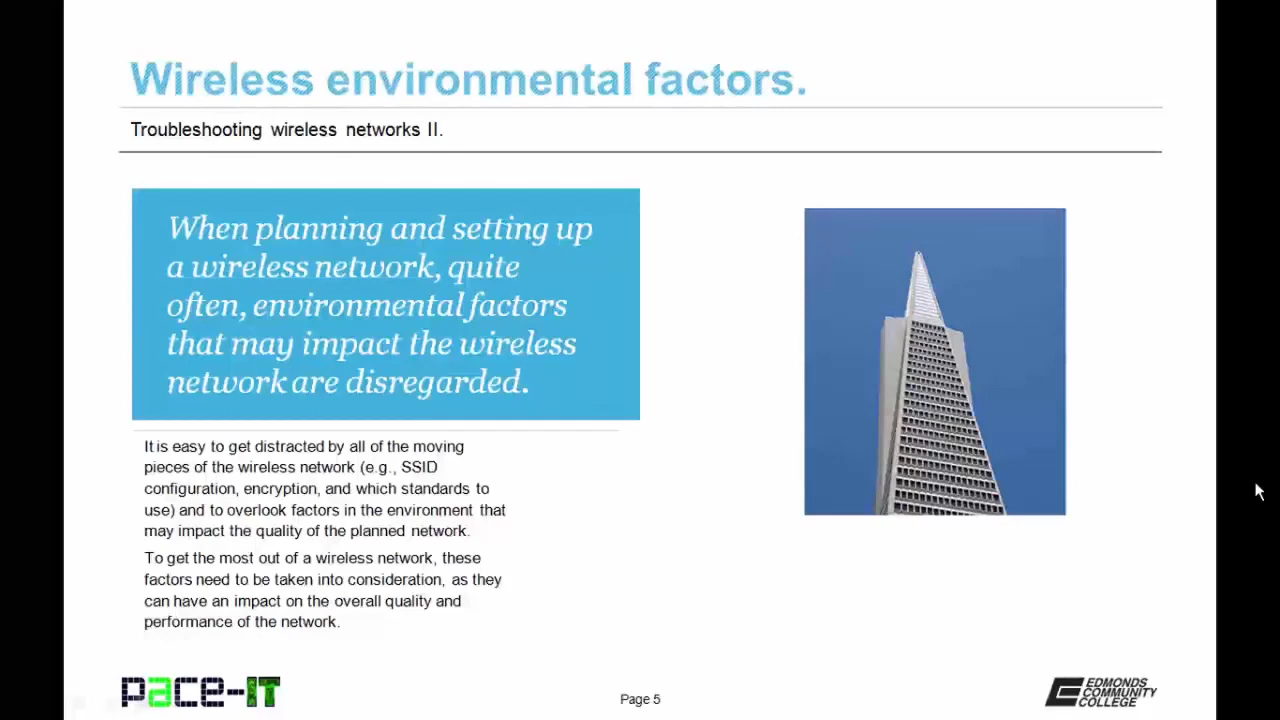 Wireless environmental factors.
Troubleshooting wireless networks II.
When planning and setting up
a wireless network, quite
often, environmental factors
that may impact the wireless
network are disregarded.
It is easy to get distracted by all of the moving
pieces of the wireless network (e.g., SSID
configuration, encryption, and which standards to
use) and to overlook factors in the environment that
may impact the quality of the planned network.
To get the most out of a wireless network, these
factors need to be taken into consideration, as they
can have an impact on the overall quality and
performance of the network.
pace-IT
Page 5
EDMONDS
COMMUNITY
COLLEGE